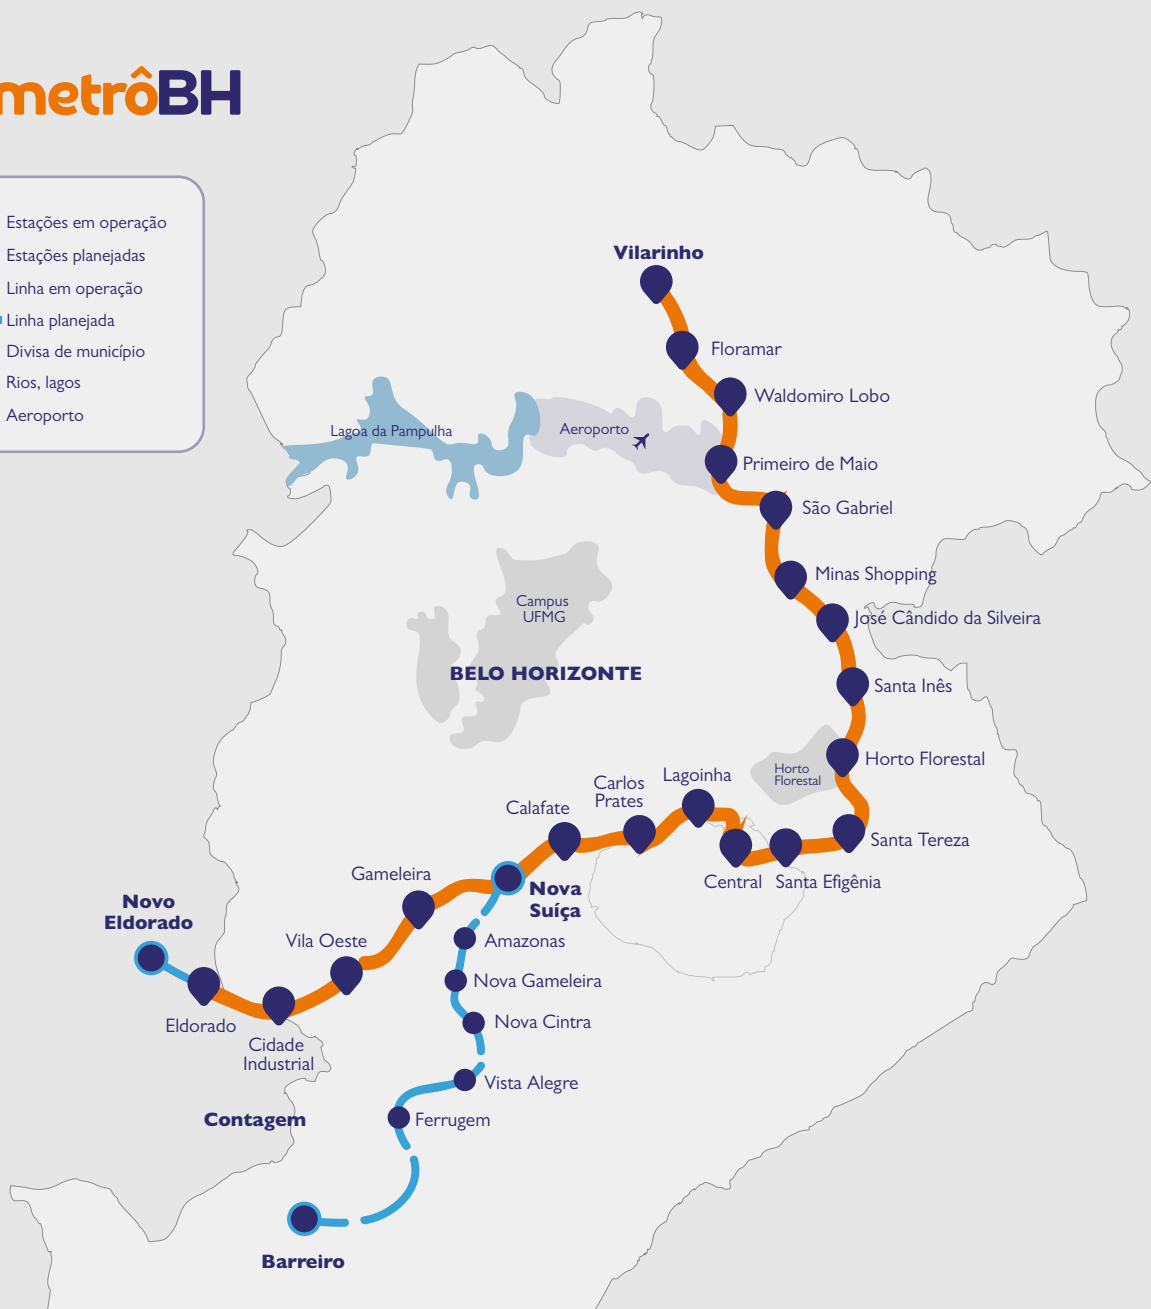 metrôBH
Estações em operação
Estações planejadas
Linha em operação
Linha planejada
Divisa de município
Rios, lagos
Aeroporto
Vilarinho
Floramar
Waldomiro Lobo
Lagoa da Pampulha
Aeroporto
Primeiro de Maio
São Gabriel
Minas Shopping
Campus
UFMG
José Cândido da Silveira
BELO HORIZONTE
Santa Inês
Horto Florestal
Horto
Florestal
Lagoinha
Carlos
Prates
Calafate
Santa Tereza
Central
Santa Efigênia
Gameleira
Nova
Suíça
Novo
Eldorado
Vila Oeste
Amazonas
Nova Gameleira
Eldorado
Nova Cintra
Cidade
Industrial
Vista Alegre
Contagem
Ferrugem
Barreiro